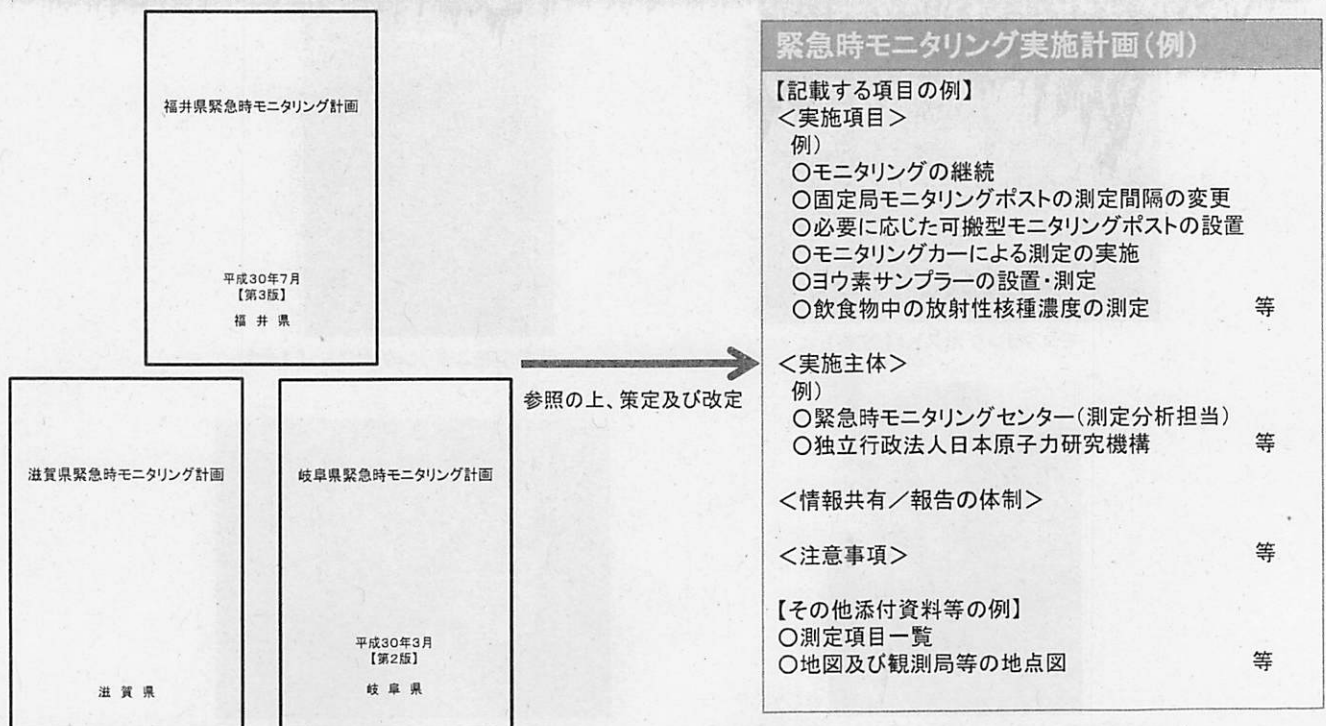 福井県緊急時モニタリング計画
平成30年7月
【第3版】
福井県
滋賀県緊急時モニタリング計画
滋賀県
岐阜県緊急時モニタリング計画
平成30年3月
【第2版】
岐阜県
参照の上、策定及び改定
緊急時モニタリング実施計画（例）
【記載する項目の例】
＜実施項目＞
例）
○モニタリングの継続
○固定局モニタリングポストの測定間隔の変更
○必要に応じた可搬型モニタリングポストの設置
○モニタリングカーによる測定の実施
○ヨウ素サンプラーの設置・測定
○飲食物中の放射性核種濃度の測定 等
＜実施主体＞
例）
○緊急時モニタリングセンター（測定分析担当）
○独立行政法人日本原子力研究機構 等
＜情報共有／報告の体制＞
＜注意事項＞ 等
【その他添付資料等の例】
○測定項目一覧
○地図及び観測局等の地点図 等